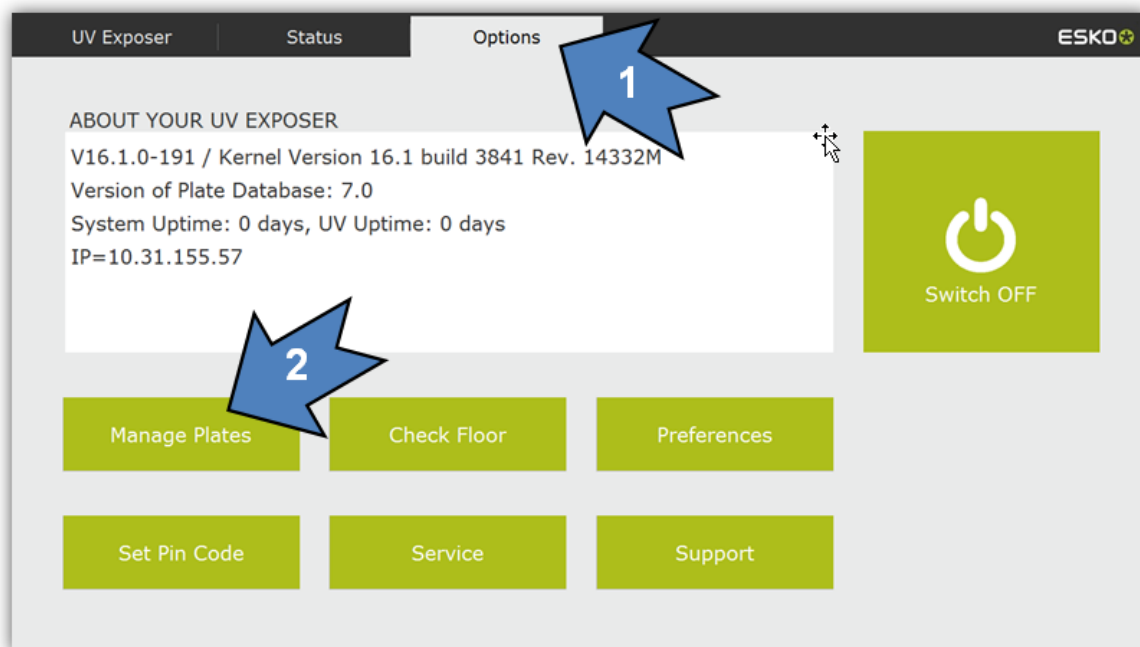 UV Exposer Status Options ESKO
1
ABOUT YOUR UV EXPOSER
V16.1.0-191 / Kernel Version 16.1 build 3841 Rev. 14332M
Version of Plate Database: 7.0
System Uptime: 0 days, UV Uptime: 0 days
IP=10.31.155.57
Switch OFF
2
Manage Plates Check Floor Preferences
Set Pin Code Service Support